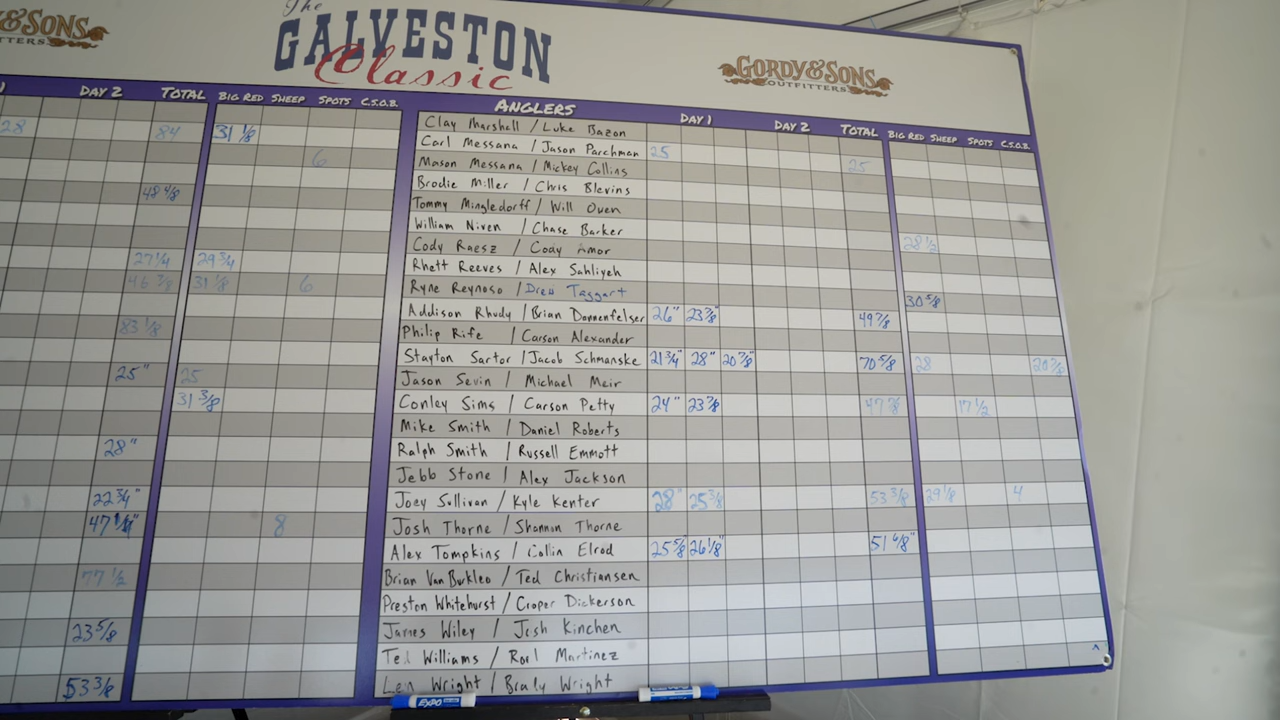 The
GALVESTON
Classic
&SONS
TTERS
GORDY&SONS
OUTFITTERS
DAY 2 TOTAL BIG RED SHEEP SPOTS C.S.O.B.
28 84 31 1/8
6
48 4/8
27 1/4 29 3/4
46 3/8 31 1/8 6
83 1/8
25" 25
31 3/8
28"
22 3/4"
8
77 1/2
23 5/8
53 3/8
ANGLERS DAY 1 DAY 2 TOTAL BIG RED SHEEP SPOTS C.S.O.B.
Clay Marshall / Luke Bazon
Carl Messana / Jason Parchman 25 25
Mason Messana / Mickey Collins
Brodie Miller / Chris Blevins
Tommy Mingledorff / Will Owen
William Niven / Chase Barker
Cody Raesz / Cody Amor 28 1/2
Rhett Reeves / Alex Sahliyeh
Ryne Reynoso / Drew Taggart 30 5/8
Addison Rhudy / Brian Dannenfelser 26" 23 7/8" 49 7/8
Philip Rife / Carson Alexander
Stayton Sartor / Jacob Schmanske 21 3/4" 28" 20 7/8" 70 5/8 28 20 7/8
Jason Sevin / Michael Meir
Conley Sims / Carson Petty 24" 23 7/8 47 7/8 17 1/2
Mike Smith / Daniel Roberts
Ralph Smith / Russell Emmott
Jebb Stone / Alex Jackson
Joey Sullivan / Kyle Kenter 28" 25 3/8 53 3/8 29 1/8 4
Josh Thorne / Shannon Thorne
Alex Tompkins / Collin Elrod 25 5/8 26 1/8" 51 6/8"
Brian Van Burkleo / Ted Christiansen
Preston Whitehurst / Cooper Dickerson
James Wiley / Josh Kinchen
Ted Williams / Martinez
Wright / Braly Wright
EXPO
EXPO